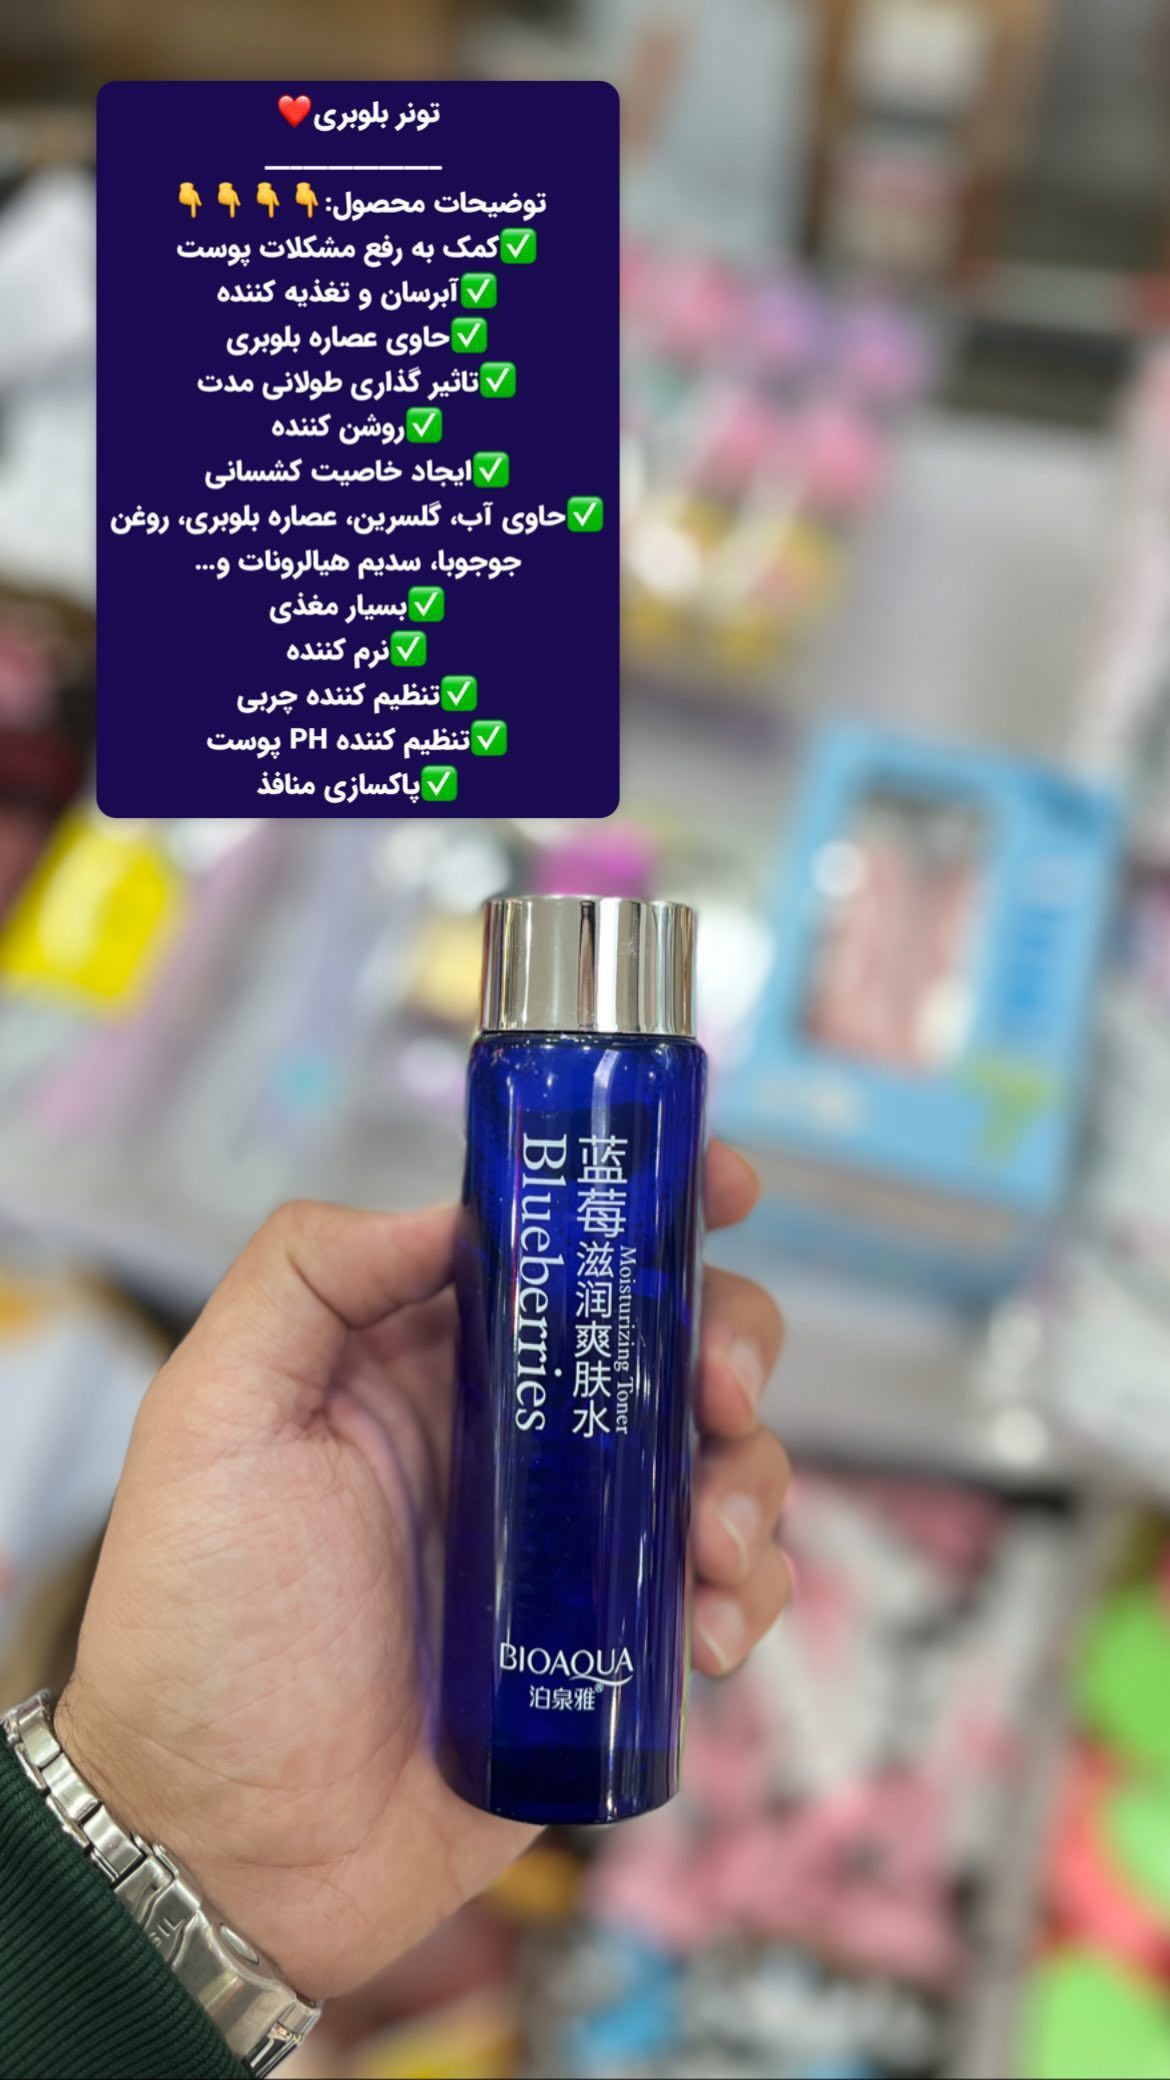 تونر بلوبری❤️
ــــــــــــــــــــــ
توضیحات محصول:👇👇👇👇
✅کمک به رفع مشکلات پوست
✅آبرسان و تغذیه کننده
✅حاوی عصاره بلوبری
✅تاثیر گذاری طولانی مدت
✅روشن کننده
✅ایجاد خاصیت کشسانی
✅حاوی آب، گلسرین، عصاره بلوبری، روغن
جوجوبا، سدیم هیالرونات و...
✅بسیار مغذی
✅نرم کننده
✅تنظیم کننده چربی
✅تنظیم کننده PH پوست
✅پاکسازی منافذ
蓝莓滋润爽肤水
Moisturizing Toner
Blueberries
BIOAQUA
泊泉雅®